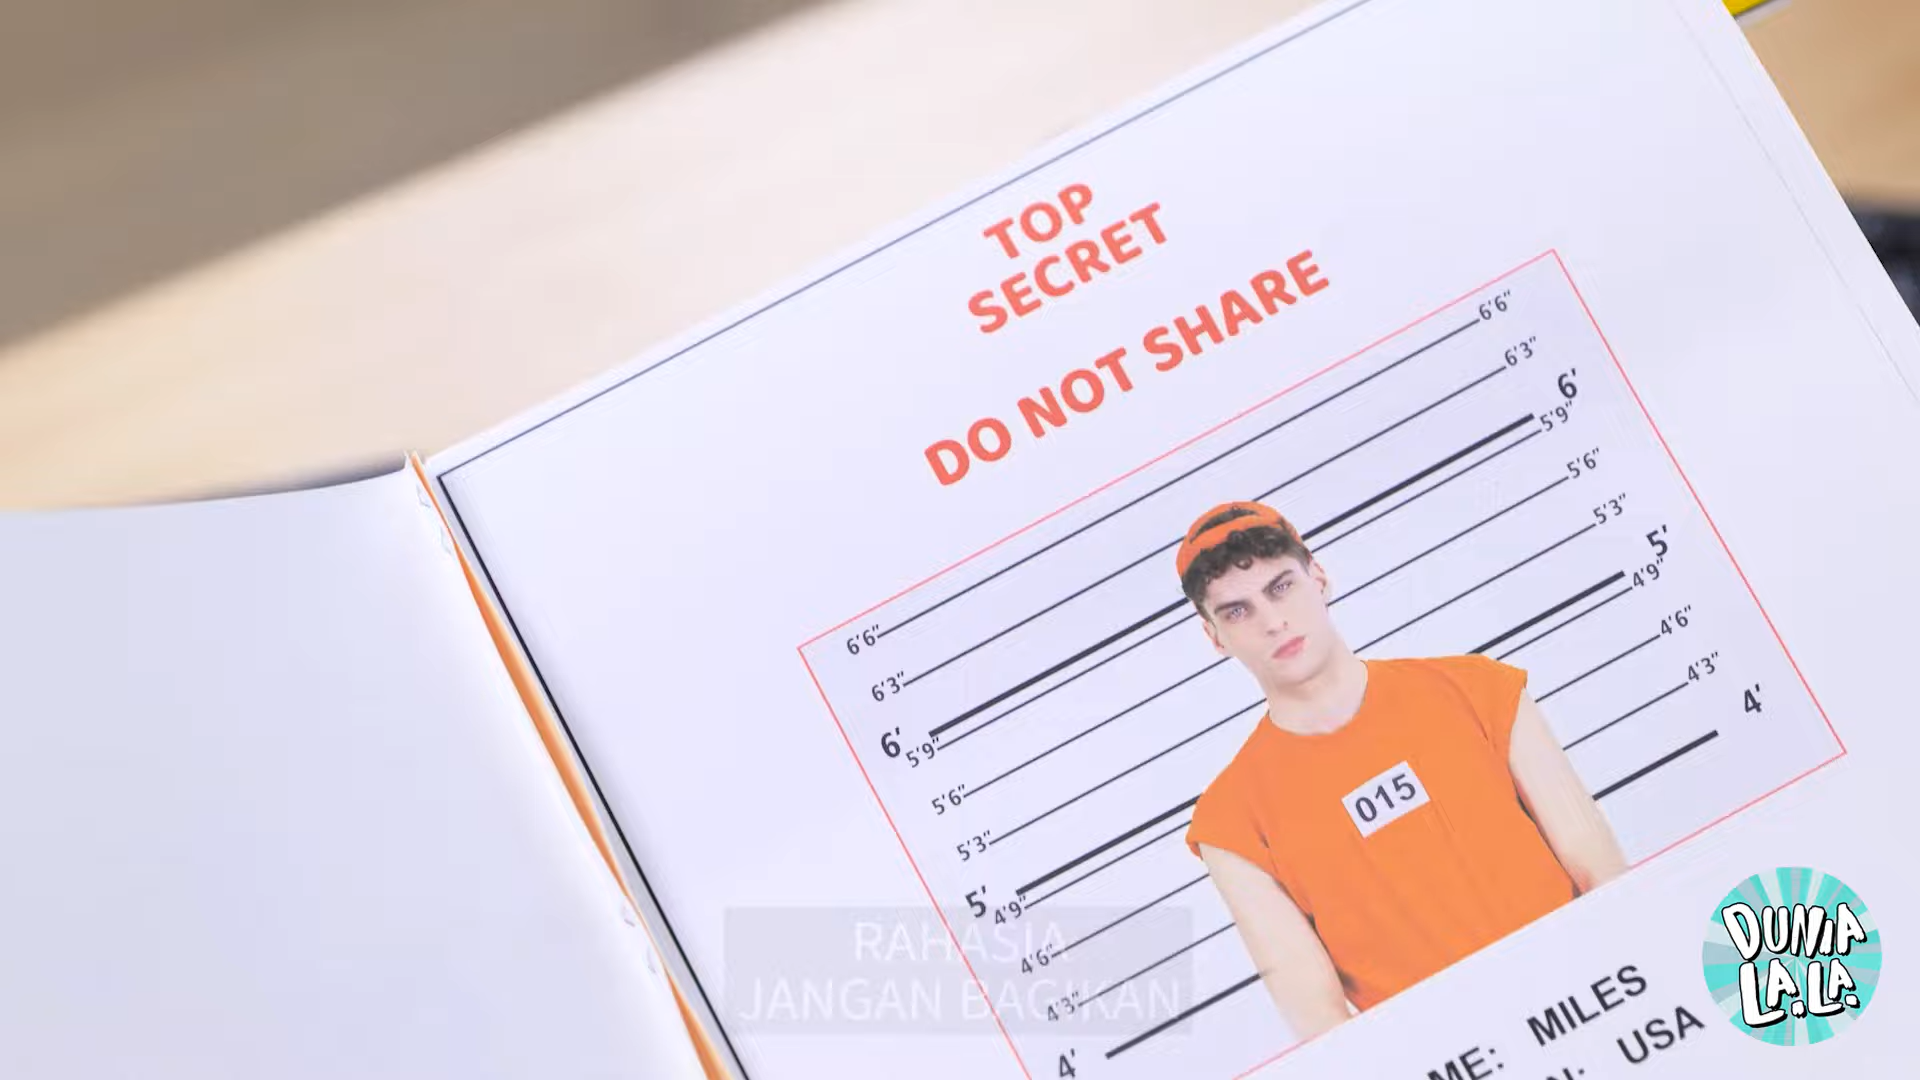 TOP
SECRET
DO NOT SHARE
6'6" 6'6"
6'3" 6'3"
6' 6'
5'9" 5'9"
5'6" 5'6"
5'3" 5'3"
5' 5'
4'9" 4'9"
4'6" 4'6"
4'3" 4'3"
4' 4'
015
MILES
USA
RAHASIA
JANGAN BAGIKAN
DUNIA
LA.LA.